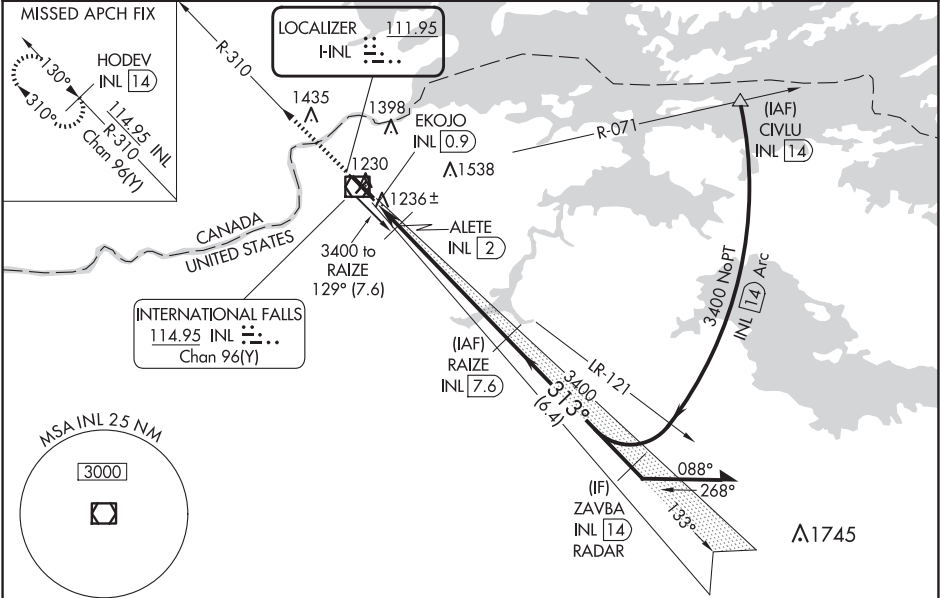 MISSED APCH FIX
HODEV
INL 14
130°
310°
114.95 INL
R-310
Chan 96(Y)
R-310
LOCALIZER 111.95
I-INL
1435
1398
EKOJO
INL 0.9
R-071
(IAF)
CIVLU
INL 14
1538
1230
1236±
CANADA
UNITED STATES
3400 to
RAIZE
129° (7.6)
ALETE
INL 2
3400 NoPT
INL 14 Arc
INTERNATIONAL FALLS
114.95 INL
Chan 96(Y)
(IAF)
RAIZE
INL 7.6
LR-121
3400
313°
(6.4)
MSA INL 25 NM
3000
088°
268°
(IF)
ZAVBA
INL 14
RADAR
133°
1745